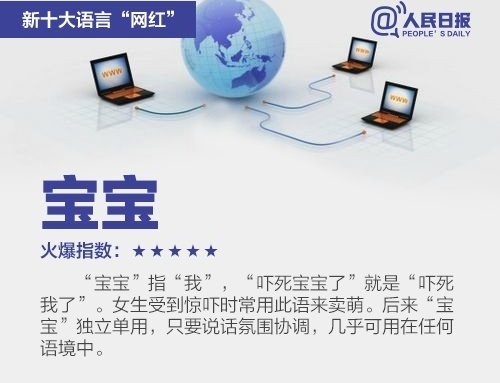 新十大语言“网红”
@人民日报
PEOPLE'S DAILY
www
www
www
宝宝
火爆指数：★★★★★
“宝宝”指“我”，“吓死宝宝了”就是“吓死
我了”。女生受到惊吓时常用此语来卖萌。后来“宝
宝”独立单用，只要说话氛围协调，几乎可用在任何
语境中。